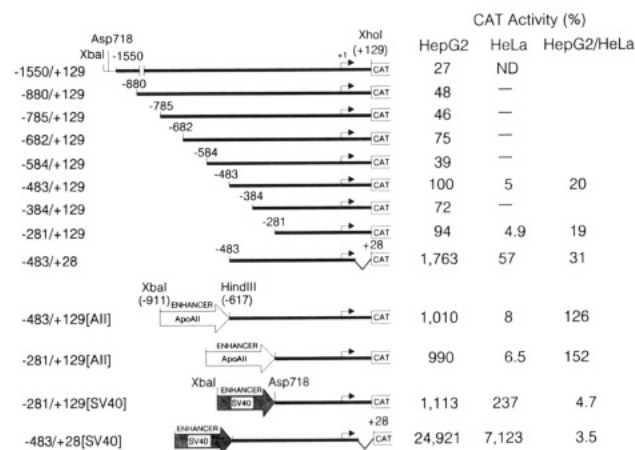 CAT Activity (%)
Asp718
XhoI
XbaI
-1550
+1
(+129)
HepG2 HeLa HepG2/HeLa
-1550/+129 CAT 27 ND
-880
-880/+129 CAT 48 —
-785
-785/+129 CAT 46 —
-682
-682/+129 CAT 75 —
-584
-584/+129 CAT 39 —
-483
-483/+129 CAT 100 5 20
-384
-384/+129 CAT 72 —
-281
-281/+129 CAT 94 4.9 19
-483 +28
-483/+28 CAT 1,763 57 31
XbaI HindIII
(-911) (-617)
ENHANCER
-483/+129[AII] ApoAII CAT 1,010 8 126
ENHANCER
-281/+129[AII] ApoAII CAT 990 6.5 152
XbaI Asp718
ENHANCER
-281/+129[SV40] SV40 CAT 1,113 237 4.7
ENHANCER +28
-483/+28[SV40] SV40 CAT 24,921 7,123 3.5